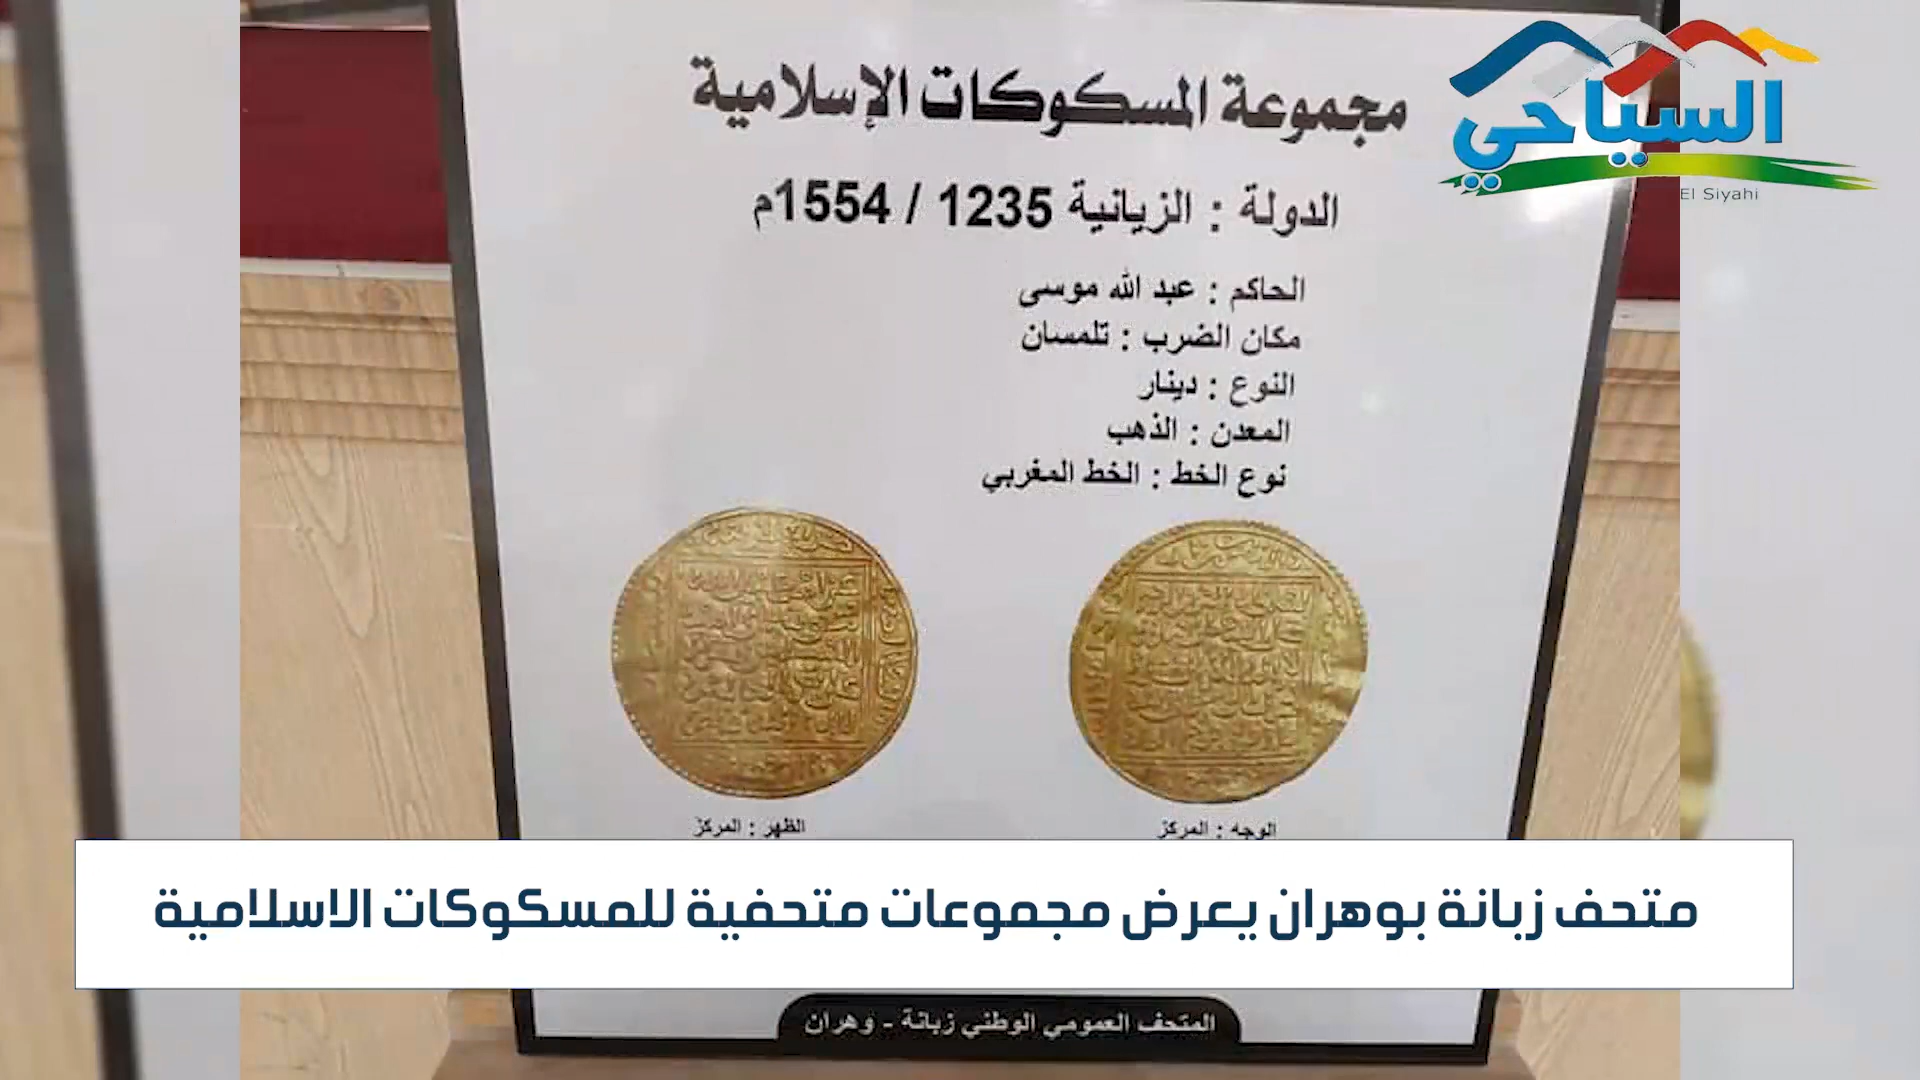 مجموعة المسكوكات الإسلامية
السياحي
El Siyahi
الدولة : الزيانية 1235 / 1554م
الحاكم : عبد الله موسى
مكان الضرب : تلمسان
النوع : دينار
المعدن : الذهب
نوع الخط : الخط المغربي
الوجه : المركز
الظهر : المركز
متحف زبانة بوهران يعرض مجموعات متحفية للمسكوكات الاسلامية
المتحف العمومي الوطني زبانة - وهران